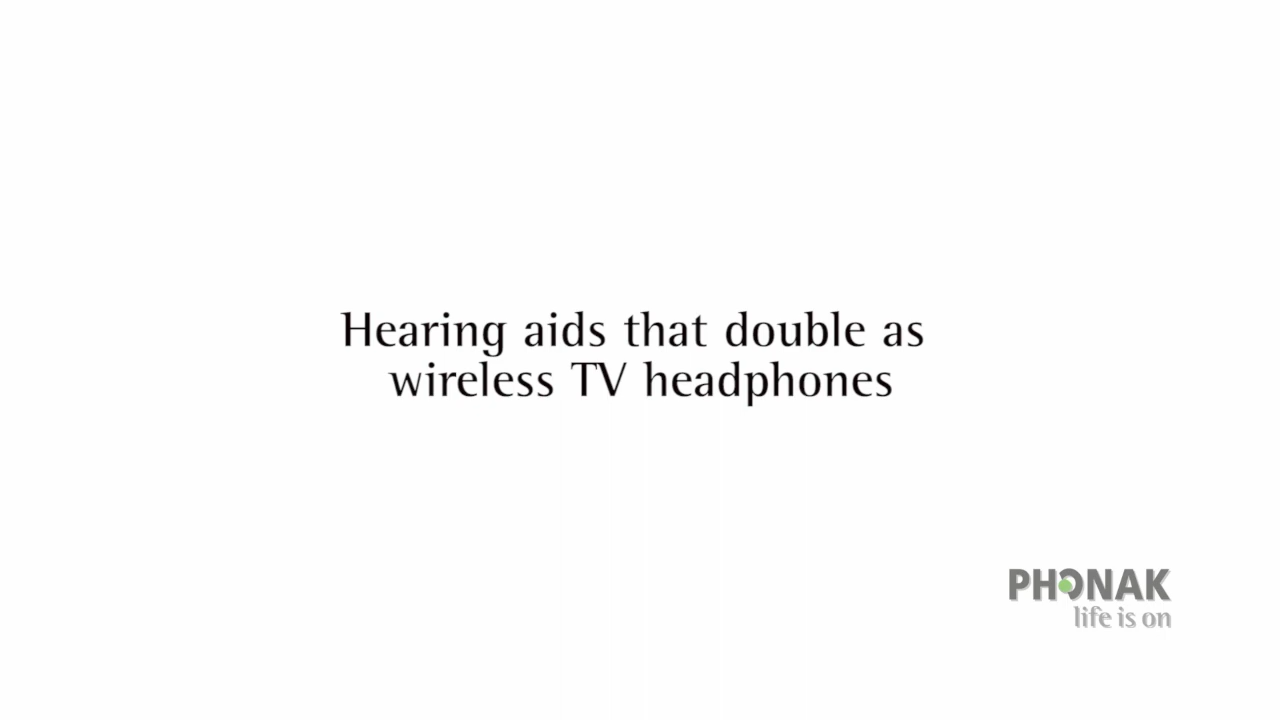 Hearing aids that double as
wireless TV headphones
PHONAK
life is on